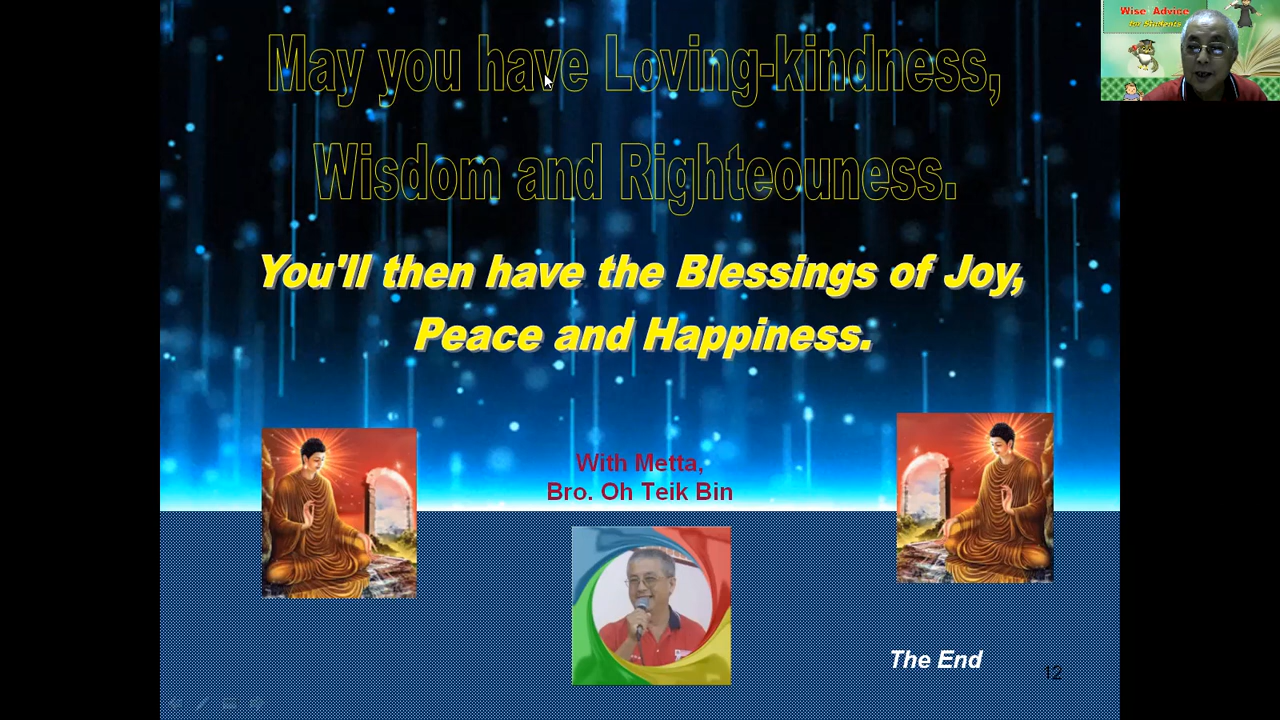 Wise Advice
to Students
May you have Loving-kindness,
Wisdom and Righteouness.
You'll then have the Blessings of Joy,
Peace and Happiness.
With Metta,
Bro. Oh Teik Bin
The End
12